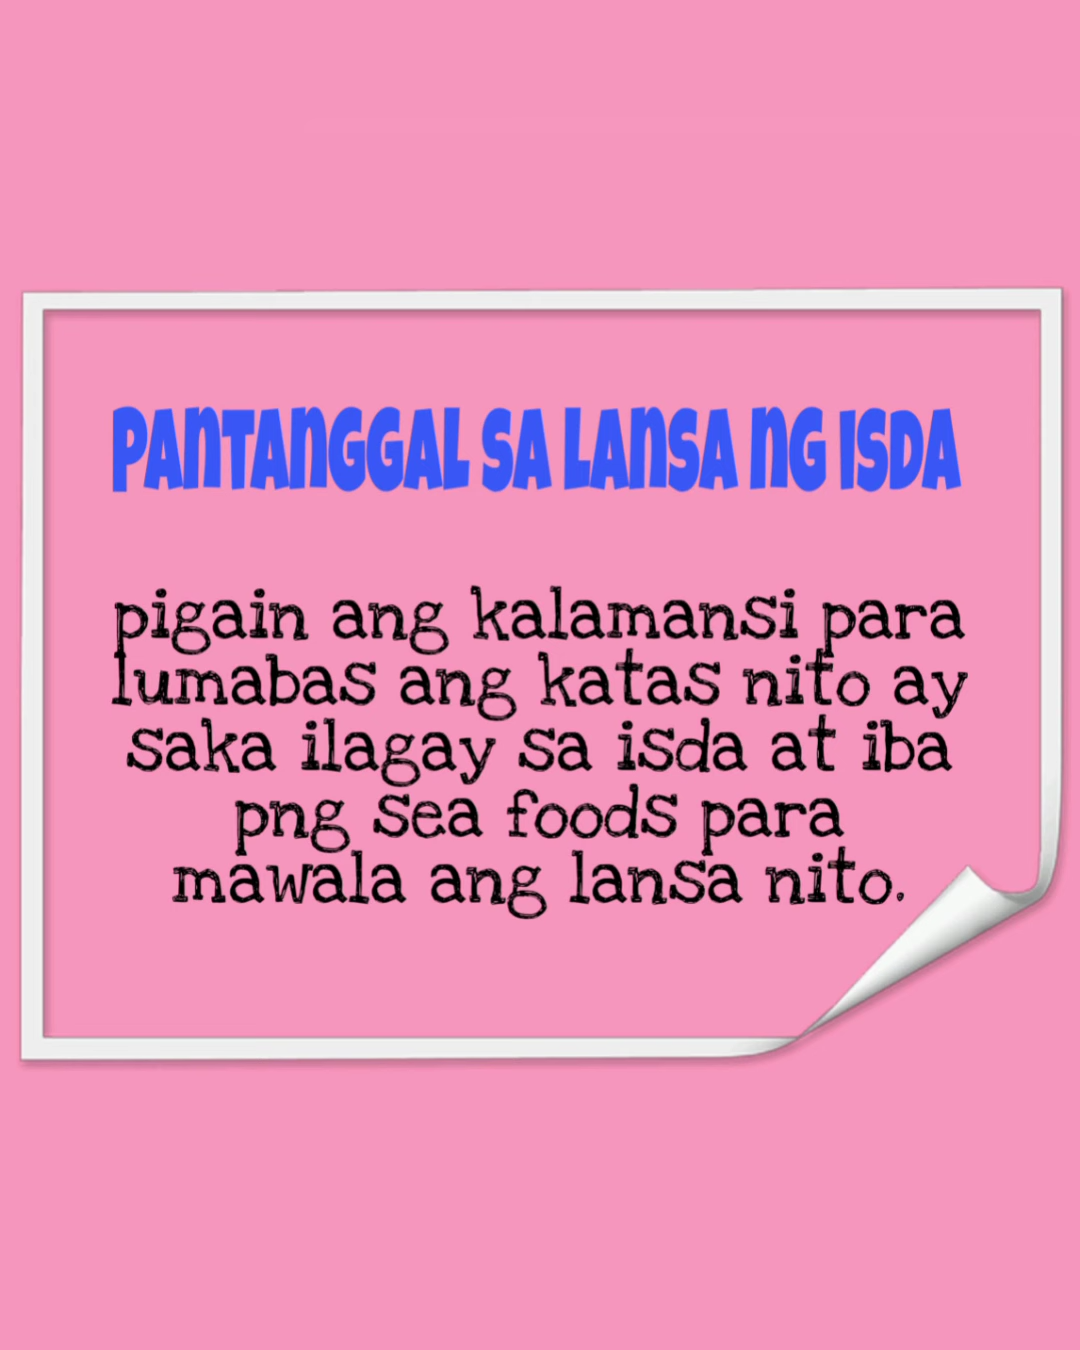 PANTANGGAL SA LANSA NG ISDA
pigain ang kalamansi para
lumabas ang katas nito ay
saka ilagay sa isda at iba
png sea foods para
mawala ang lansa nito.